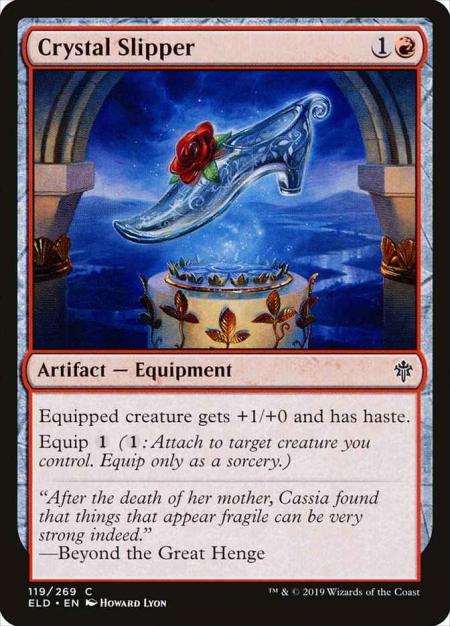 Crystal Slipper 1
Artifact — Equipment
Equipped creature gets +1/+0 and has haste.
Equip 1 (1: Attach to target creature you
control. Equip only as a sorcery.)
“After the death of her mother, Cassia found
that things that appear fragile can be very
strong indeed.”
—Beyond the Great Henge
119/269 C
ELD • EN Howard Lyon
™ & © 2019 Wizards of the Coast